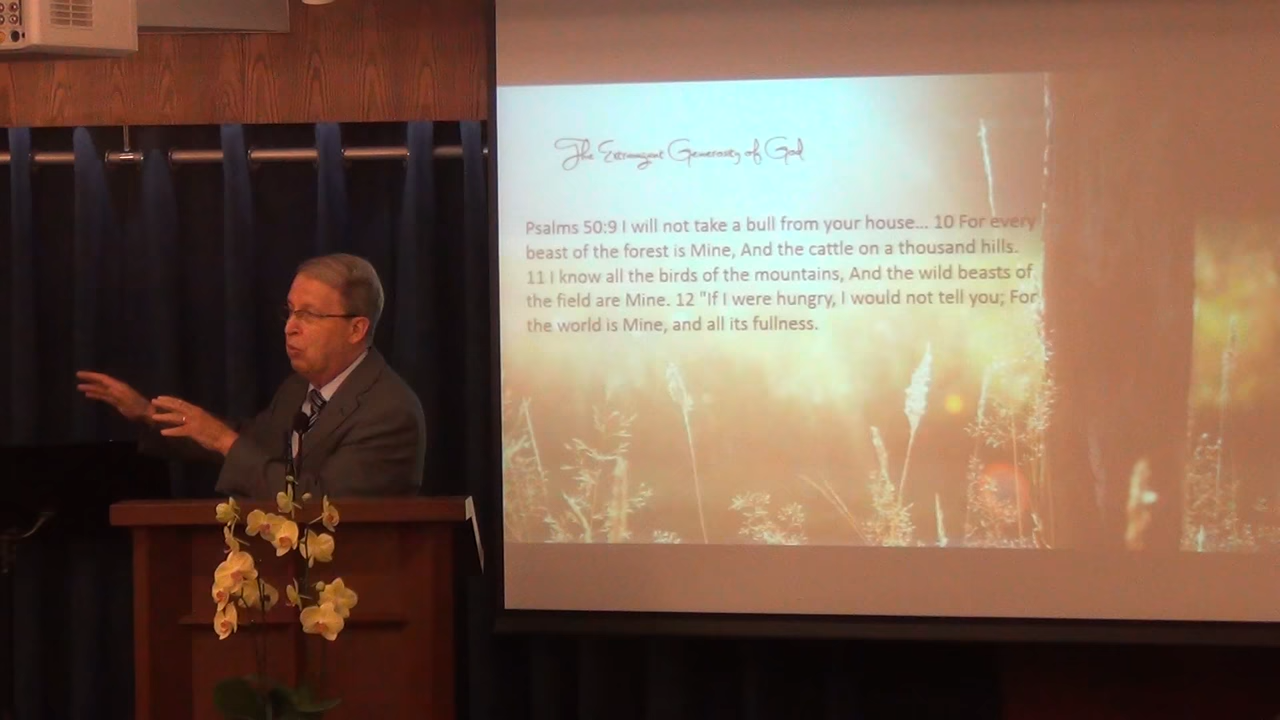 The Extravagant Generosity of God
Psalms 50:9 I will not take a bull from your house... 10 For every
beast of the forest is Mine, And the cattle on a thousand hills.
11 I know all the birds of the mountains, And the wild beasts of
the field are Mine. 12 "If I were hungry, I would not tell you; For
the world is Mine, and all its fullness.